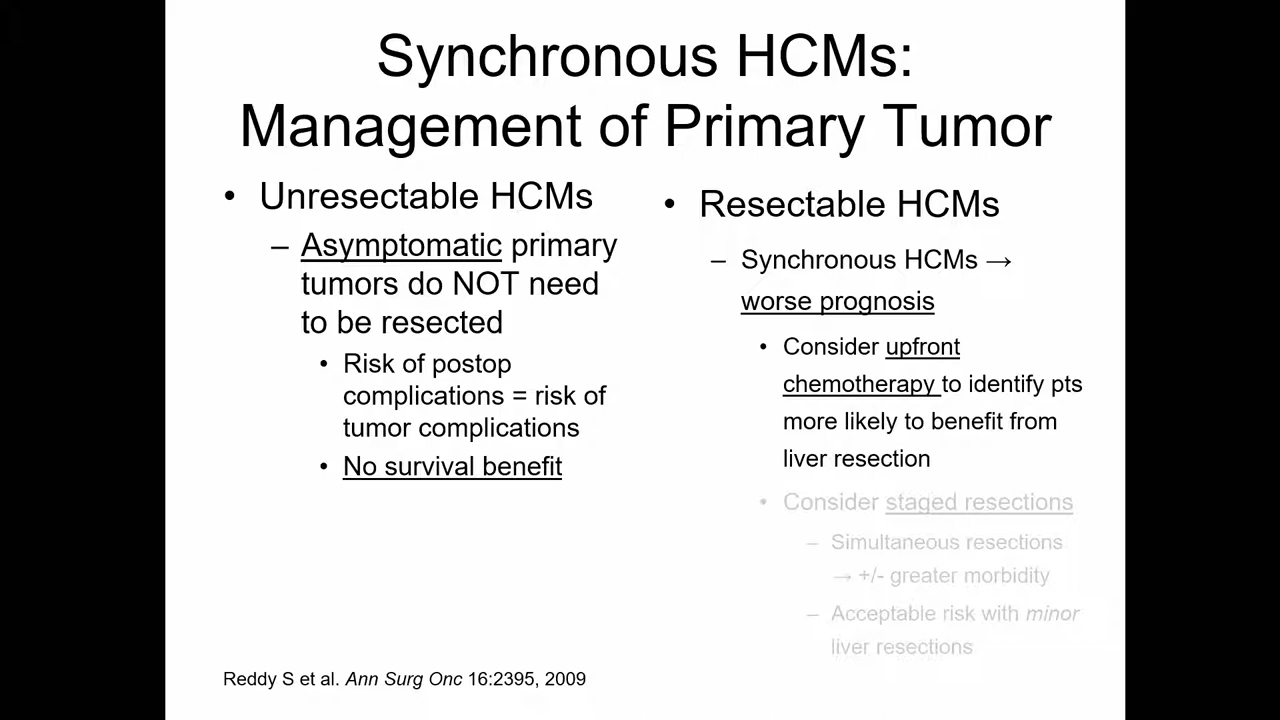 Synchronous HCMs:
Management of Primary Tumor
• Unresectable HCMs
– Asymptomatic primary
tumors do NOT need
to be resected
• Risk of postop
complications = risk of
tumor complications
• No survival benefit
• Resectable HCMs
– Synchronous HCMs →
worse prognosis
• Consider upfront
chemotherapy to identify pts
more likely to benefit from
liver resection
• Consider staged resections
– Simultaneous resections
→ +/- greater morbidity
– Acceptable risk with minor
liver resections
Reddy S et al. Ann Surg Onc 16:2395, 2009